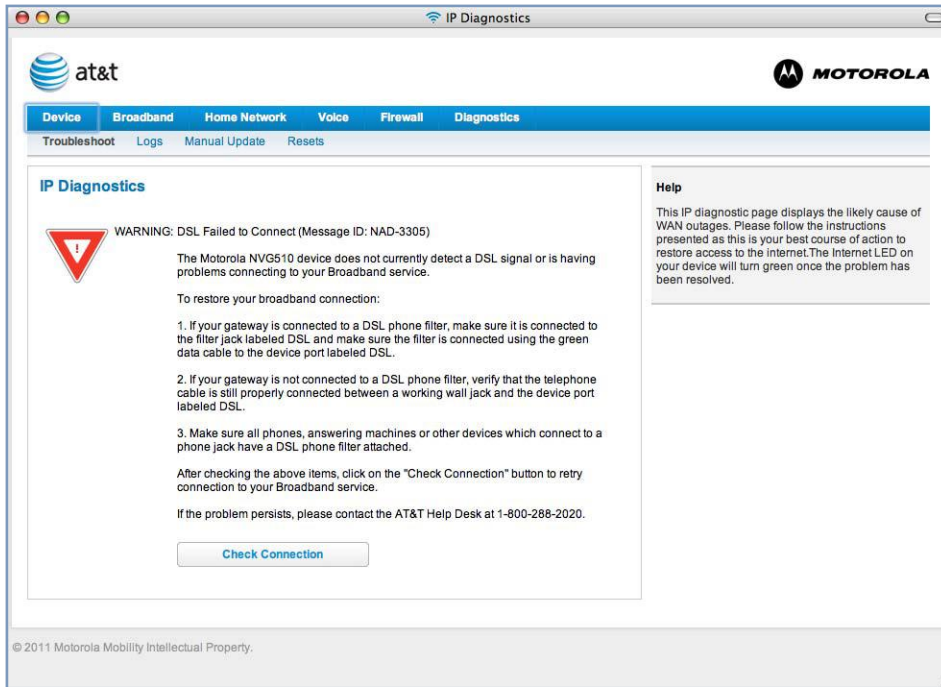 IP Diagnostics
at&t
MOTOROLA
Device Broadband Home Network Voice Firewall Diagnostics
Troubleshoot Logs Manual Update Resets
IP Diagnostics
!
WARNING: DSL Failed to Connect (Message ID: NAD-3305)
The Motorola NVG510 device does not currently detect a DSL signal or is having
problems connecting to your Broadband service.
To restore your broadband connection:
1. If your gateway is connected to a DSL phone filter, make sure it is connected to
the filter jack labeled DSL and make sure the filter is connected using the green
data cable to the device port labeled DSL.
2. If your gateway is not connected to a DSL phone filter, verify that the telephone
cable is still properly connected between a working wall jack and the device port
labeled DSL.
3. Make sure all phones, answering machines or other devices which connect to a
phone jack have a DSL phone filter attached.
After checking the above items, click on the "Check Connection" button to retry
connection to your Broadband service.
If the problem persists, please contact the AT&T Help Desk at 1-800-288-2020.
Check Connection
Help
This IP diagnostic page displays the likely cause of
WAN outages. Please follow the instructions
presented as this is your best course of action to
restore access to the internet.The Internet LED on
your device will turn green once the problem has
been resolved.
© 2011 Motorola Mobility Intellectual Property.